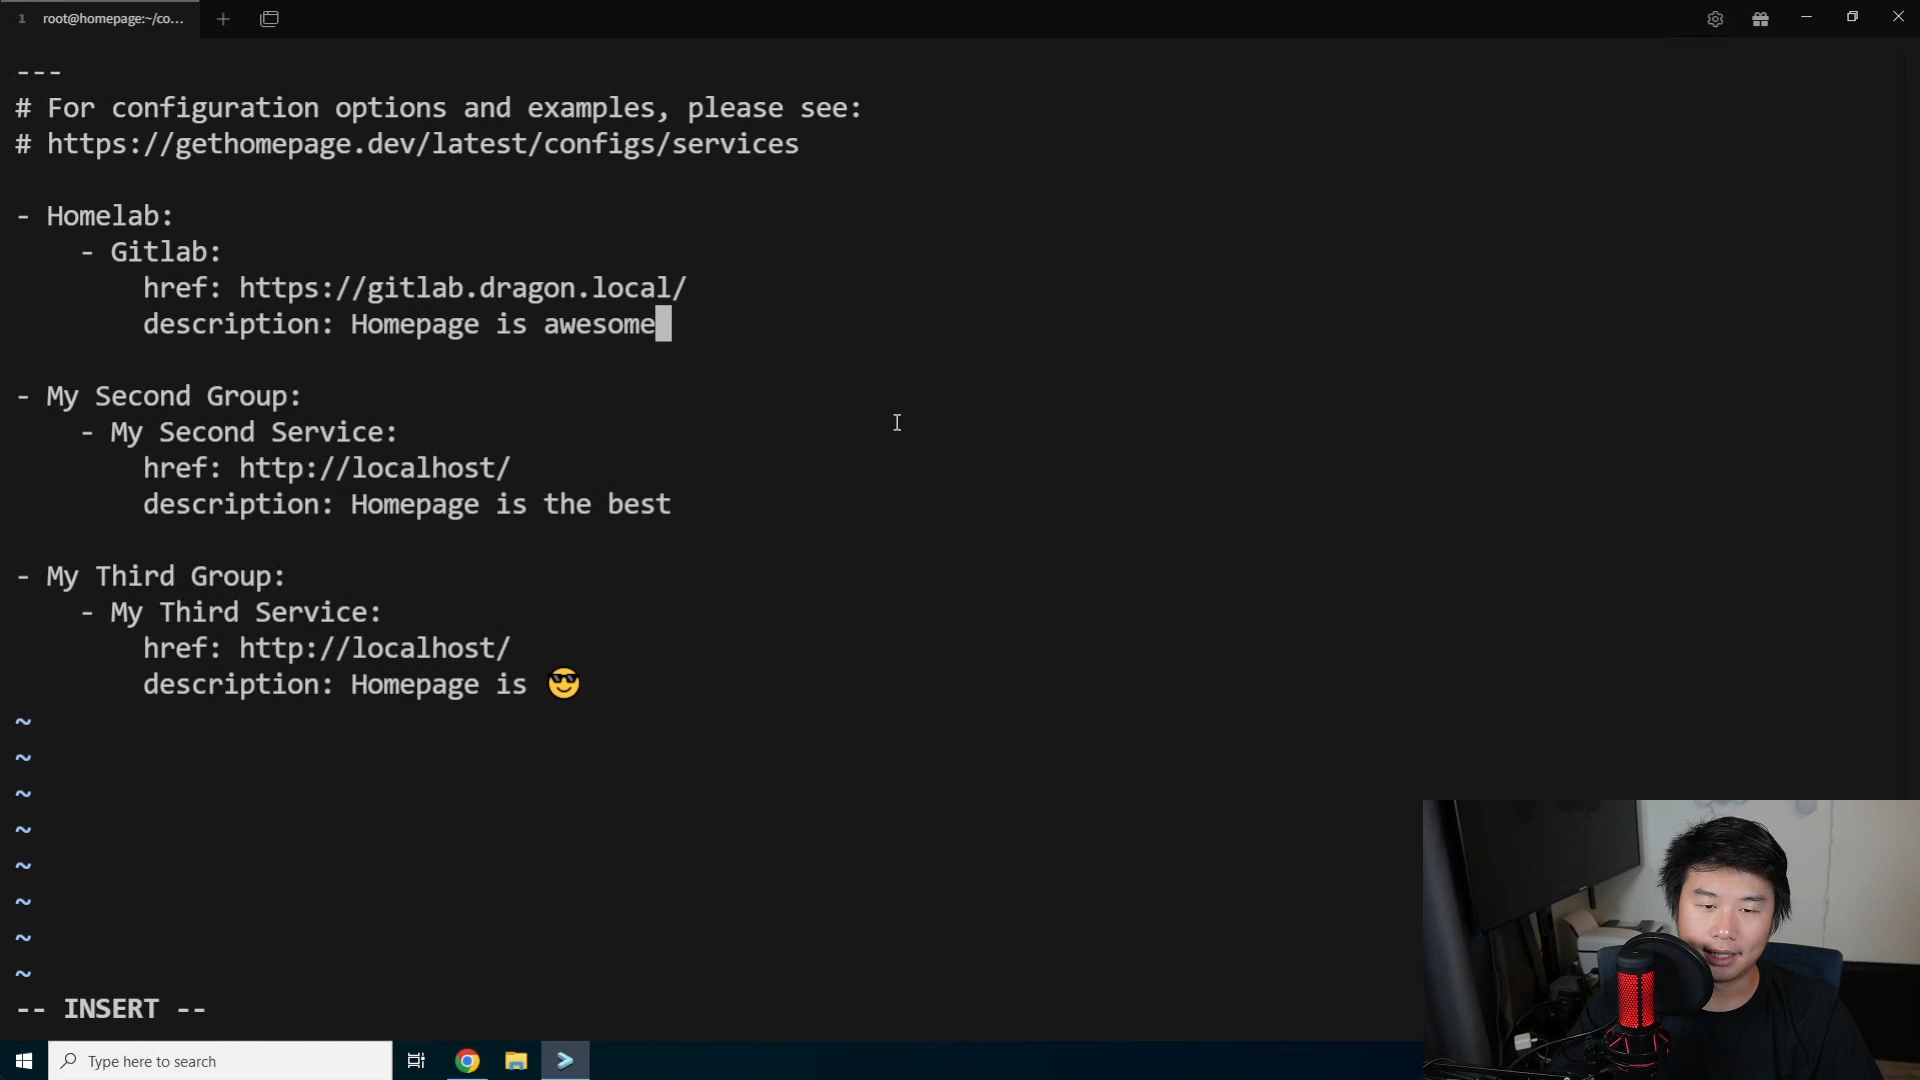 1 root@homepage:~/co...
---
# For configuration options and examples, please see:
# https://gethomepage.dev/latest/configs/services
- Homelab:
    - Gitlab:
        href: https://gitlab.dragon.local/
        description: Homepage is awesome
- My Second Group:
    - My Second Service:
        href: http://localhost/
        description: Homepage is the best
- My Third Group:
    - My Third Service:
        href: http://localhost/
        description: Homepage is 😎
~
~
~
~
~
~
~
~
-- INSERT --
Type here to search